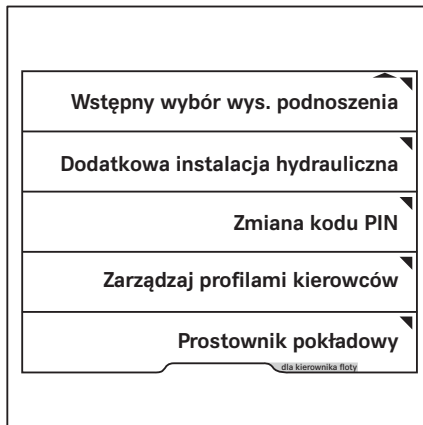 Wstępny wybór wys. podnoszenia
Dodatkowa instalacja hydrauliczna
Zmiana kodu PIN
Zarządzaj profilami kierowców
Prostownik pokładowy
dla kierownika floty